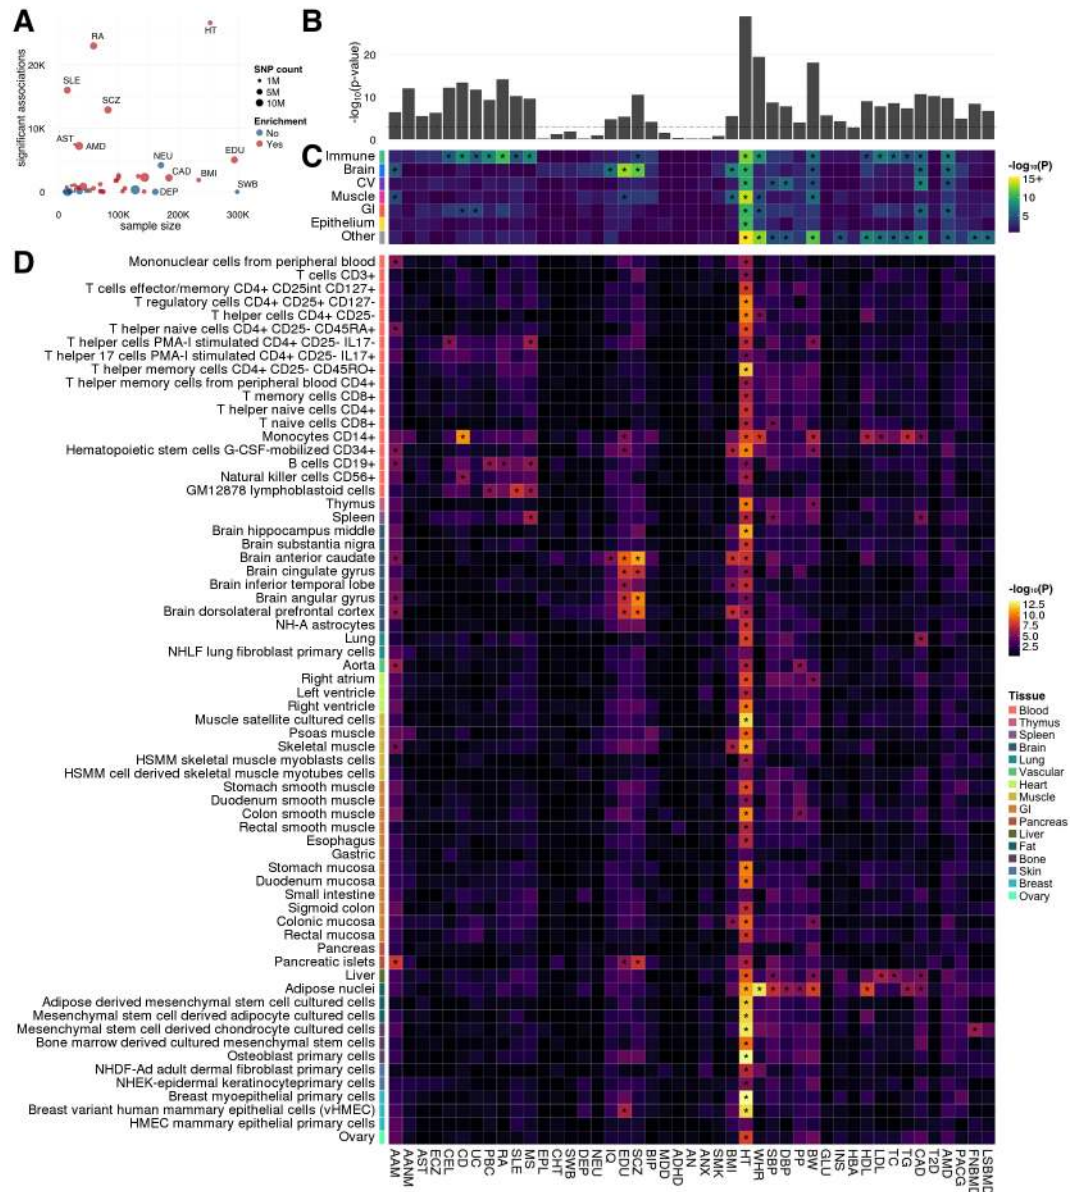 A
B
HT
RA
SLE
SCZ
AST
AMD
NEU
EDU
CAD
BMI
DEP
SWB
significant associations
20K
10K
0
0
100K
200K
300K
sample size
SNP count
1M
5M
10M
Enrichment
No
Yes
-log10(p-value)
20
10
0
C
Immune
Brain
CV
Muscle
GI
Epithelium
Other
-log10(P)
15+
10
5
1
D
Mononuclear cells from peripheral blood
T cells CD3+
T cells effector/memory CD4+ CD25int CD127+
T regulatory cells CD4+ CD25+ CD127-
T helper cells CD4+ CD25-
T helper naive cells CD4+ CD25- CD45RA+
T helper cells PMA-I stimulated CD4+ CD25- IL17-
T helper 17 cells PMA-I stimulated CD4+ CD25- IL17+
T helper memory cells CD4+ CD25- CD45RO+
T helper memory cells from peripheral blood CD4+
T memory cells CD8+
T helper naive cells CD4+
T naive cells CD8+
Monocytes CD14+
Hematopoietic stem cells G-CSF-mobilized CD34+
B cells CD19+
Natural killer cells CD56+
GM12878 lymphoblastoid cells
Thymus
Spleen
Brain hippocampus middle
Brain substantia nigra
Brain anterior caudate
Brain cingulate gyrus
Brain inferior temporal lobe
Brain angular gyrus
Brain dorsolateral prefrontal cortex
NH-A astrocytes
Lung
NHLF lung fibroblast primary cells
Aorta
Right atrium
Left ventricle
Right ventricle
Muscle satellite cultured cells
Psoas muscle
Skeletal muscle
HSMM skeletal muscle myoblasts cells
HSMM cell derived skeletal muscle myotubes cells
Stomach smooth muscle
Duodenum smooth muscle
Colon smooth muscle
Rectal smooth muscle
Esophagus
Gastric
Stomach mucosa
Duodenum mucosa
Small intestine
Sigmoid colon
Colonic mucosa
Rectal mucosa
Pancreas
Pancreatic islets
Liver
Adipose nuclei
Adipose derived mesenchymal stem cell cultured cells
Mesenchymal stem cell derived adipocyte cultured cells
Mesenchymal stem cell derived chondrocyte cultured cells
Bone marrow derived cultured mesenchymal stem cells
Osteoblast primary cells
NHDF-Ad adult dermal fibroblast primary cells
NHEK-epidermal keratinocyteprimary cells
Breast myoepithelial primary cells
Breast variant human mammary epithelial cells (vHMEC)
HMEC mammary epithelial primary cells
Ovary
-log10(P)
12.5
10.0
7.5
5.0
2.5
Tissue
Blood
Thymus
Spleen
Brain
Lung
Vascular
Heart
Muscle
GI
Pancreas
Liver
Fat
Bone
Skin
Breast
Ovary
AAM
AANM
AST
ECZ
CEL
CD
UC
PBC
RA
SLE
MS
EPL
CHT
SWB
DEP
NEU
IQ
EDU
SCZ
BIP
MDD
ADHD
AN
ANX
SMK
BMI
HT
WHR
SBP
DBP
PP
BW
GLU
INS
HBA
HDL
LDL
TC
TG
CAD
T2D
AMD
PACG
FNBMD
LSBMD